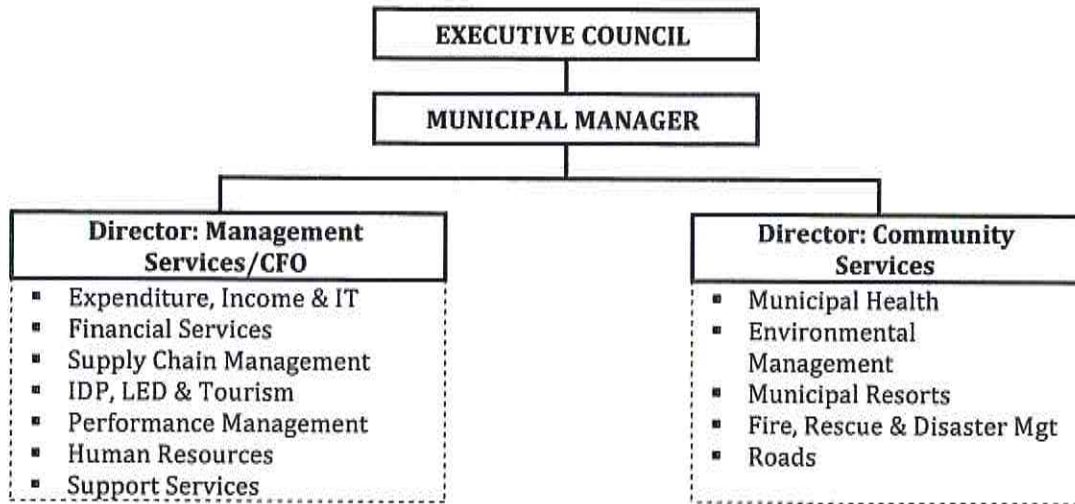 EXECUTIVE COUNCIL
MUNICIPAL MANAGER
Director: Management
Services/CFO
▪ Expenditure, Income & IT
▪ Financial Services
▪ Supply Chain Management
▪ IDP, LED & Tourism
▪ Performance Management
▪ Human Resources
▪ Support Services
Director: Community
Services
▪ Municipal Health
▪ Environmental
Management
▪ Municipal Resorts
▪ Fire, Rescue & Disaster Mgt
▪ Roads